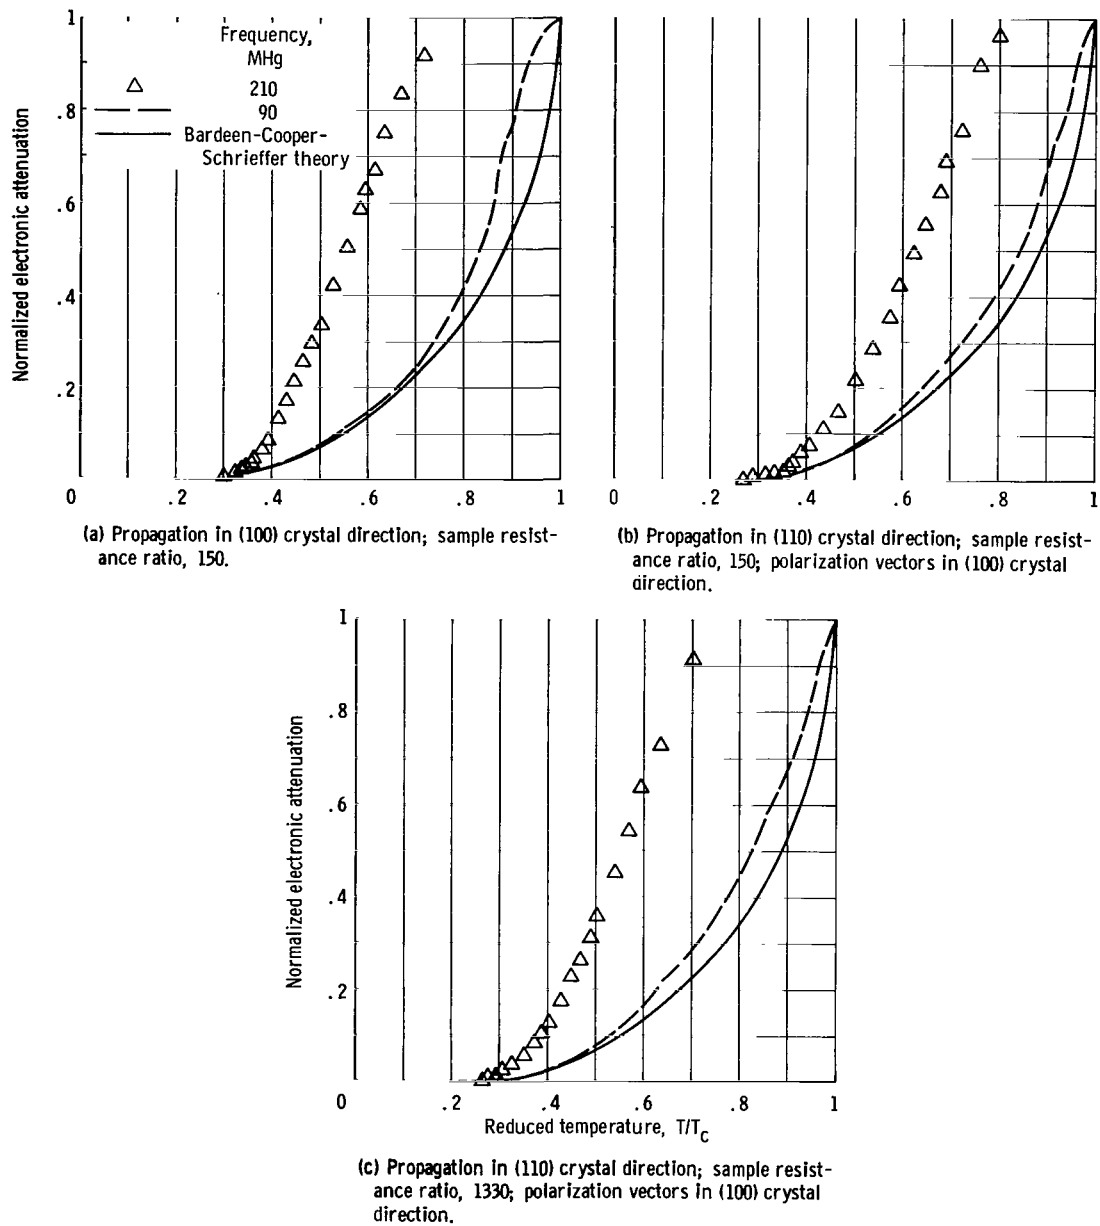 1
.8
.6
.4
.2
0
Normalized electronic attenuation
Frequency,
MHg
210
90
Bardeen-Cooper-
Schrieffer theory
0 .2 .4 .6 .8 1
(a) Propagation in (100) crystal direction; sample resist-
ance ratio, 150.
0 .2 .4 .6 .8 1
(b) Propagation in (110) crystal direction; sample resist-
ance ratio, 150; polarization vectors in (100) crystal
direction.
1
.8
.6
.4
.2
0
Normalized electronic attenuation
.2 .4 .6 .8 1
Reduced temperature, T/Tc
(c) Propagation in (110) crystal direction; sample resist-
ance ratio, 1330; polarization vectors in (100) crystal
direction.